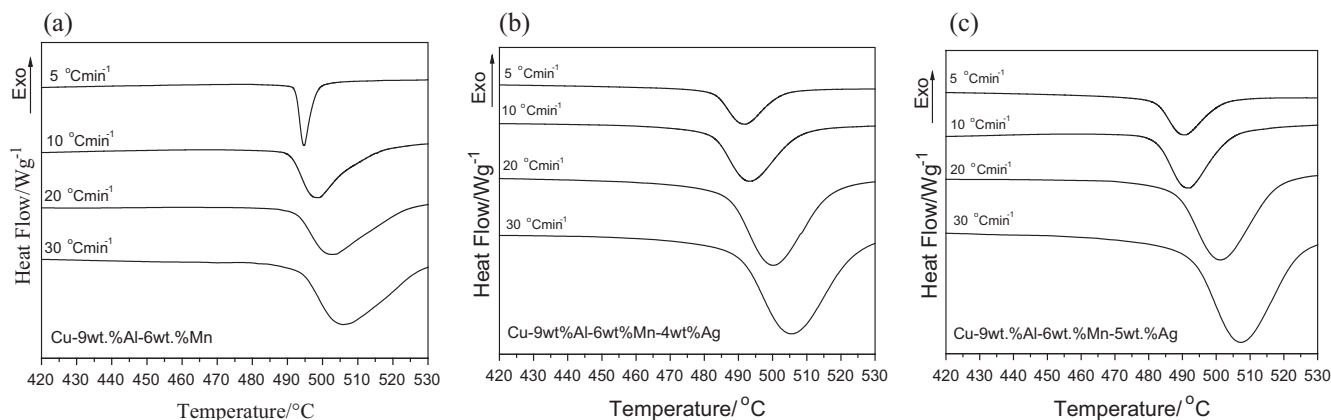 (a)
Exo
Heat Flow/Wg⁻¹
5 °Cmin⁻¹
10 °Cmin⁻¹
20 °Cmin⁻¹
30 °Cmin⁻¹
Cu-9wt.%Al-6wt.%Mn
420 430 440 450 460 470 480 490 500 510 520 530
Temperature/°C
(b)
Exo
Heat Flow/Wg⁻¹
5 °Cmin⁻¹
10 °Cmin⁻¹
20 °Cmin⁻¹
30 °Cmin⁻¹
Cu-9wt%Al-6wt%Mn-4wt%Ag
420 430 440 450 460 470 480 490 500 510 520 530
Temperature/ °C
(c)
Exo
Heat Flow/Wg⁻¹
5 °Cmin⁻¹
10 °Cmin⁻¹
20 °Cmin⁻¹
30 °Cmin⁻¹
Cu-9wt.%Al-6wt.%Mn-5wt.%Ag
420 430 440 450 460 470 480 490 500 510 520 530
Temperature/ °C